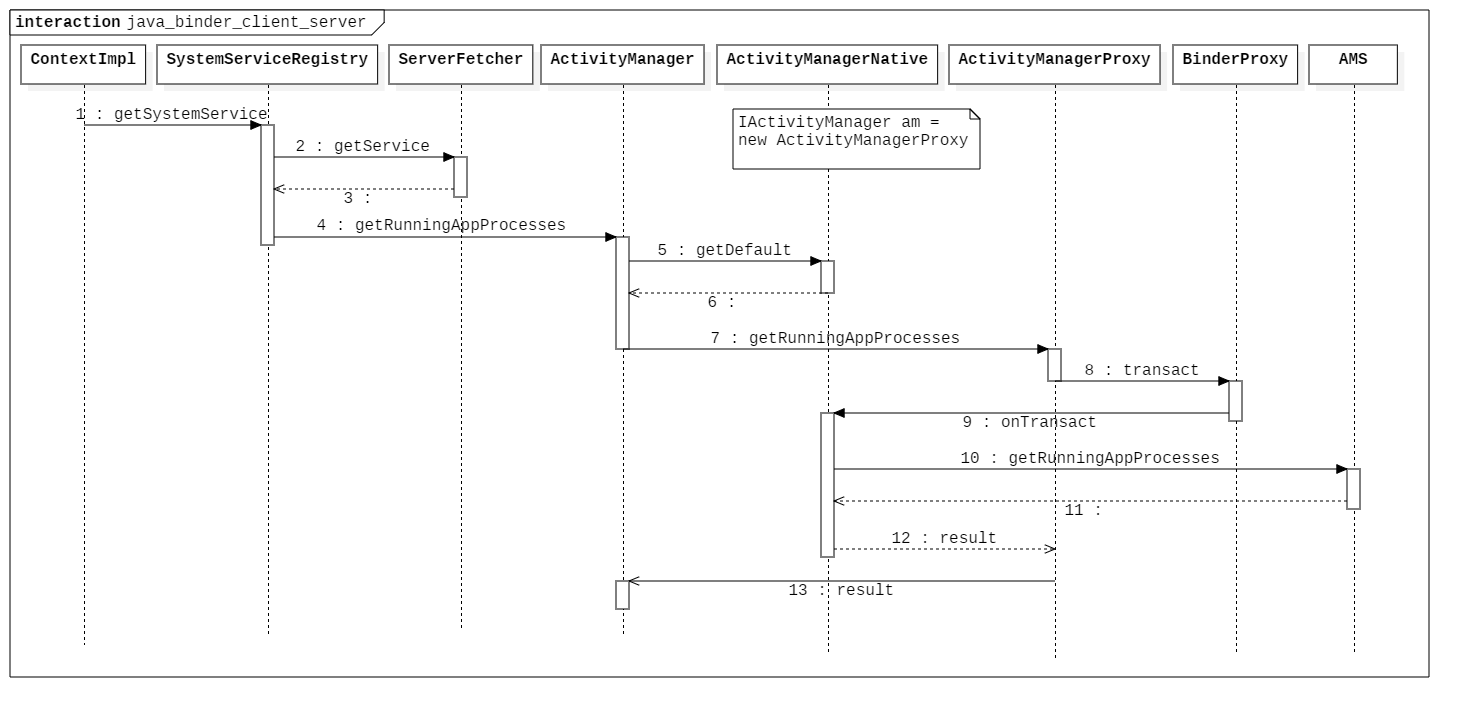 interaction java_binder_client_server
ContextImpl
SystemServiceRegistry
ServerFetcher
ActivityManager
ActivityManagerNative
ActivityManagerProxy
BinderProxy
AMS
1 : getSystemService
IActivityManager am =
new ActivityManagerProxy
2 : getService
3 :
4 : getRunningAppProcesses
5 : getDefault
6 :
7 : getRunningAppProcesses
8 : transact
9 : onTransact
10 : getRunningAppProcesses
11 :
12 : result
13 : result